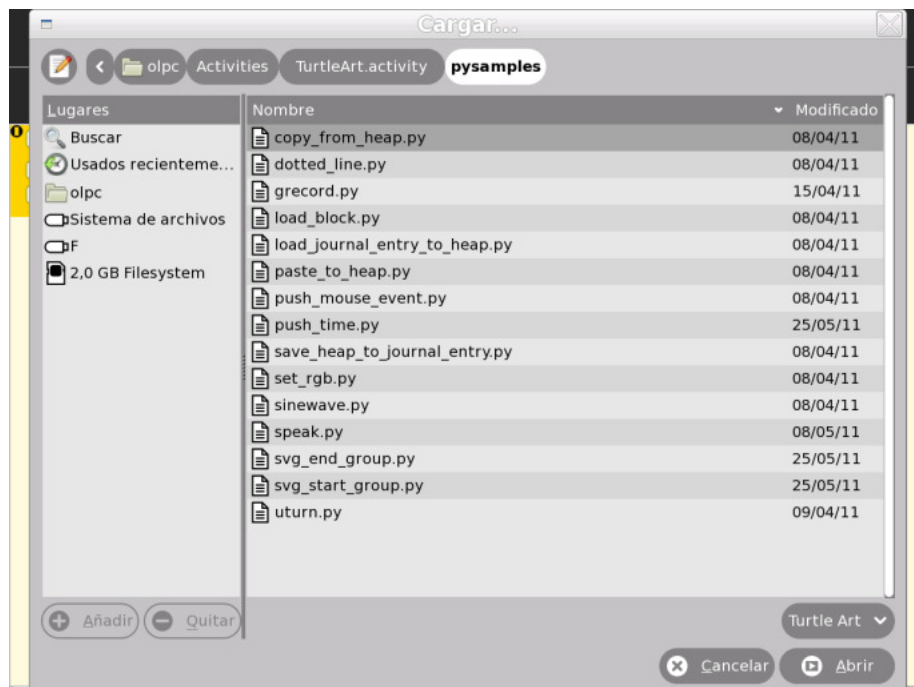 Cargar...
olpc Activities TurtleArt.activity pysamples
Lugares
Buscar
Usados recienteme...
olpc
Sistema de archivos
F
2,0 GB Filesystem
Nombre Modificado
copy_from_heap.py 08/04/11
dotted_line.py 08/04/11
grecord.py 15/04/11
load_block.py 08/04/11
load_journal_entry_to_heap.py 08/04/11
paste_to_heap.py 08/04/11
push_mouse_event.py 08/04/11
push_time.py 25/05/11
save_heap_to_journal_entry.py 08/04/11
set_rgb.py 08/04/11
sinewave.py 08/04/11
speak.py 08/05/11
svg_end_group.py 25/05/11
svg_start_group.py 25/05/11
uturn.py 09/04/11
Añadir Quitar
Turtle Art
Cancelar Abrir